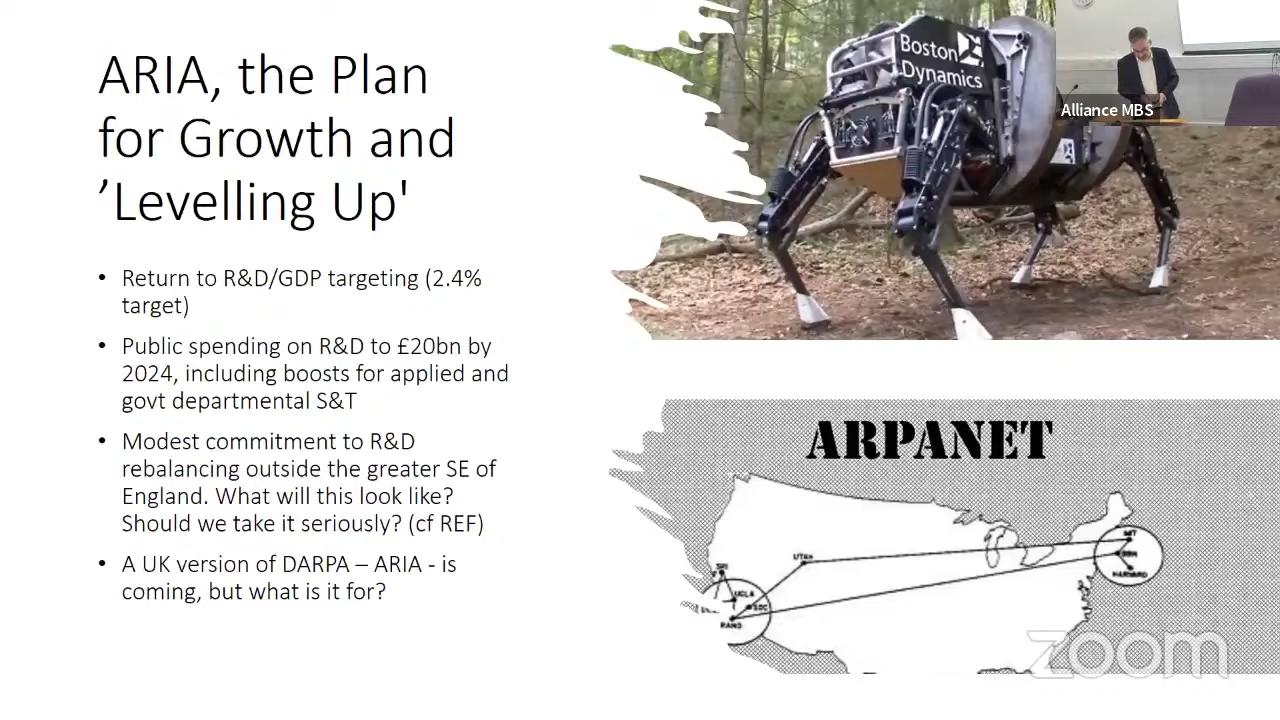 ARIA, the Plan
for Growth and
’Levelling Up'
• Return to R&D/GDP targeting (2.4%
target)
• Public spending on R&D to £20bn by
2024, including boosts for applied and
govt departmental S&T
• Modest commitment to R&D
rebalancing outside the greater SE of
England. What will this look like?
Should we take it seriously? (cf REF)
• A UK version of DARPA – ARIA - is
coming, but what is it for?
Boston
Dynamics
Alliance MBS
ARPANET
MIT
BBN
HARVARD
UTAH
SRI
UCLA
SDC
RAND
zoom